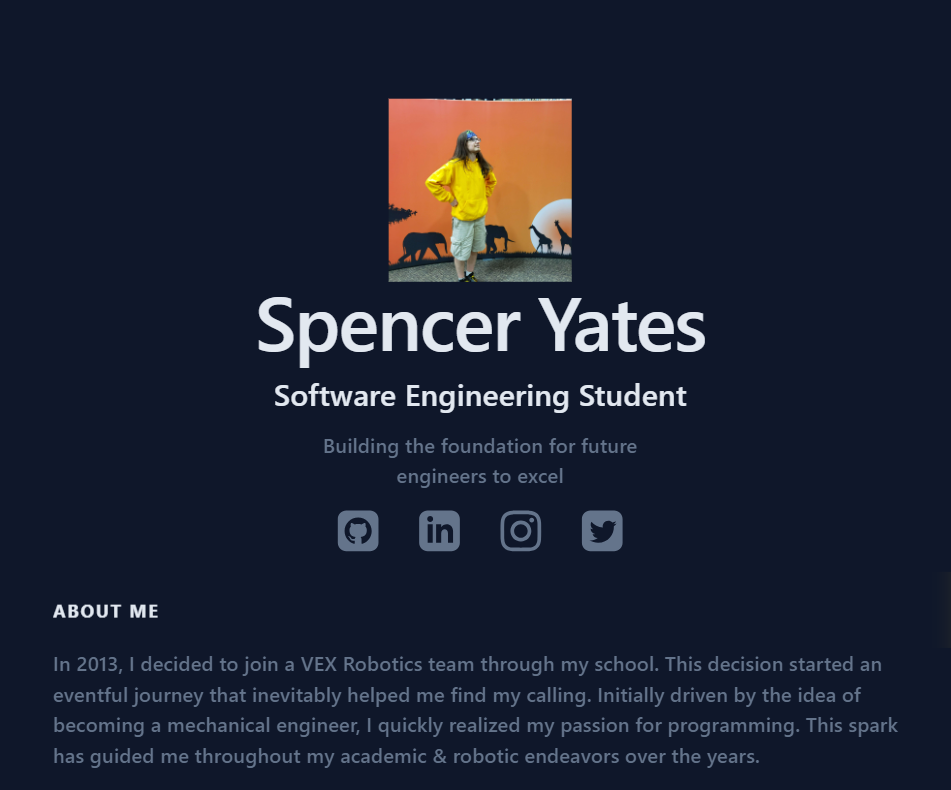 Spencer Yates
Software Engineering Student
Building the foundation for future
engineers to excel
in
ABOUT ME
In 2013, I decided to join a VEX Robotics team through my school. This decision started an
eventful journey that inevitably helped me find my calling. Initially driven by the idea of
becoming a mechanical engineer, I quickly realized my passion for programming. This spark
has guided me throughout my academic & robotic endeavors over the years.